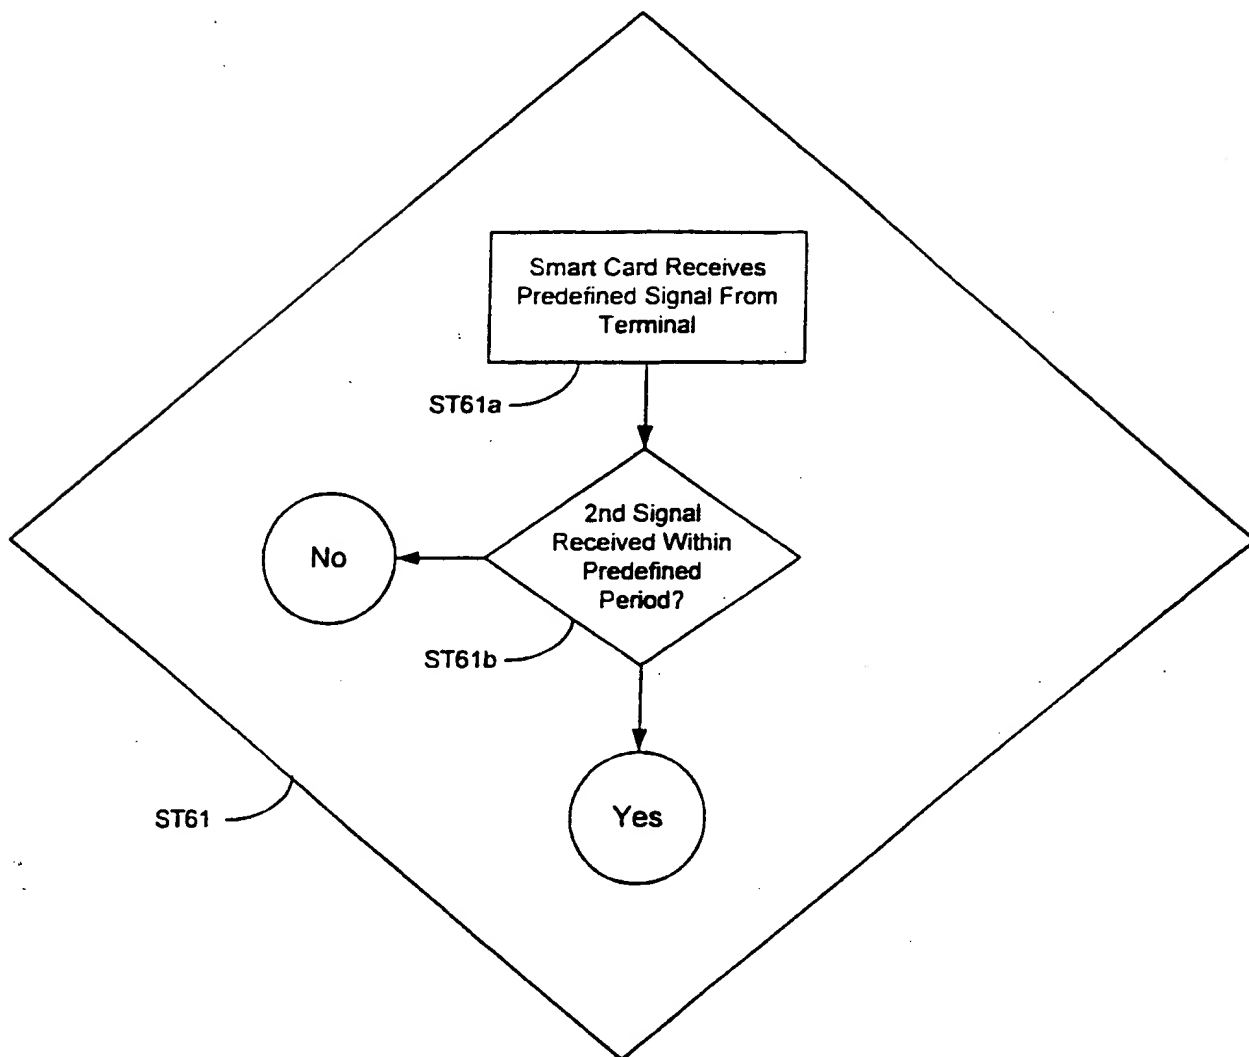 Smart Card Receives
Predefined Signal From
Terminal
ST61a
2nd Signal
Received Within
Predefined
Period?
No
ST61b
Yes
ST61